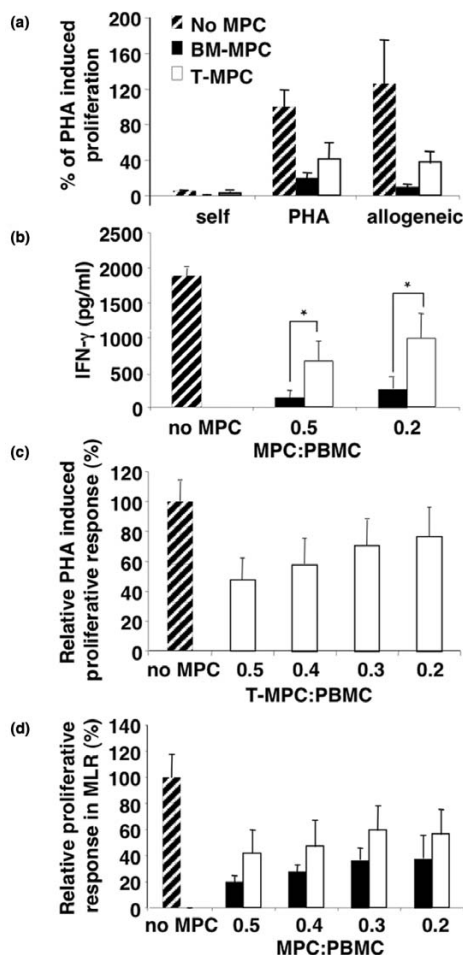 (a)
No MPC
BM-MPC
T-MPC
% of PHA induced
proliferation
200
160
120
80
40
0
self PHA allogeneic
(b)
IFN-γ (pg/ml)
2500
2000
1500
1000
500
0
* *
no MPC 0.5 0.2
MPC:PBMC
(c)
Relative PHA induced
proliferative response (%)
120
100
80
60
40
20
0
no MPC 0.5 0.4 0.3 0.2
T-MPC:PBMC
(d)
Relative proliferative
response in MLR (%)
140
120
100
80
60
40
20
0
no MPC 0.5 0.4 0.3 0.2
MPC:PBMC